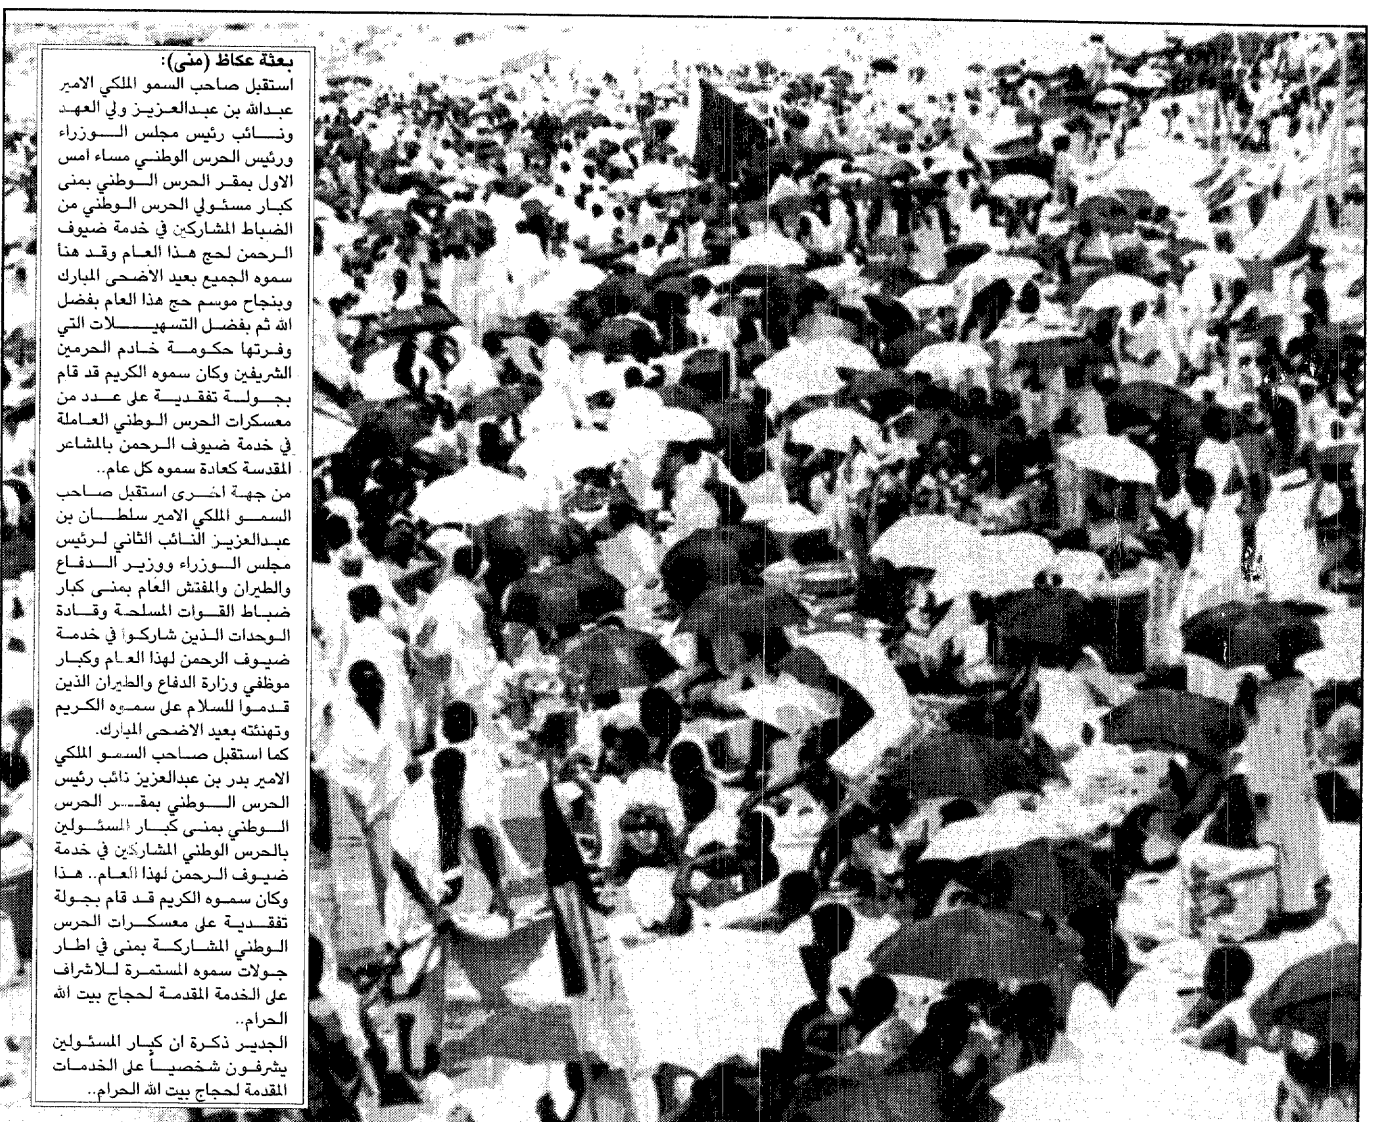 بعثة عكاظ (منى):
استقبل صاحب السمو الملكي الامير
عبدالله بن عبدالعزيز ولي العهد
ونائب رئيس مجلس الوزراء
ورئيس الحرس الوطني مساء امس
الاول بمقر الحرس الوطني بمنى
كبار مسئولي الحرس الوطني من
الضباط المشاركين في خدمة ضيوف
الرحمن لحج هذا العام وقد هنأ
سموه الجميع بعيد الاضحى المبارك
وبنجاح موسم حج هذا العام بفضل
الله ثم بفضل التسهيلات التي
وفرتها حكومة خادم الحرمين
الشريفين وكان سموه الكريم قد قام
بجولة تفقدية على عدد من
معسكرات الحرس الوطني العاملة
في خدمة ضيوف الرحمن بالمشاعر
المقدسة كعادة سموه كل عام..
من جهة اخرى استقبل صاحب
السمو الملكي الامير سلطان بن
عبدالعزيز النائب الثاني لرئيس
مجلس الوزراء ووزير الدفاع
والطيران والمفتش العام بمنى كبار
ضباط القوات المسلحة وقادة
الوحدات الذين شاركوا في خدمة
ضيوف الرحمن لهذا العام وكبار
موظفي وزارة الدفاع والطيران الذين
قدموا للسلام على سموه الكريم
وتهنئته بعيد الاضحى المبارك.
كما استقبل صاحب السمو الملكي
الامير بدر بن عبدالعزيز نائب رئيس
الحرس الوطني بمقر الحرس
الوطني بمنى كبار المسئولين
بالحرس الوطني المشاركين في خدمة
ضيوف الرحمن لهذا العام.. هذا
وكان سموه الكريم قد قام بجولة
تفقدية على معسكرات الحرس
الوطني المشاركة بمنى في اطار
جولات سموه المستمرة للاشراف
على الخدمة المقدمة لحجاج بيت الله
الحرام..
الجدير ذكرة ان كبار المسئولين
يشرفون شخصياً على الخدمات
المقدمة لحجاج بيت الله الحرام..